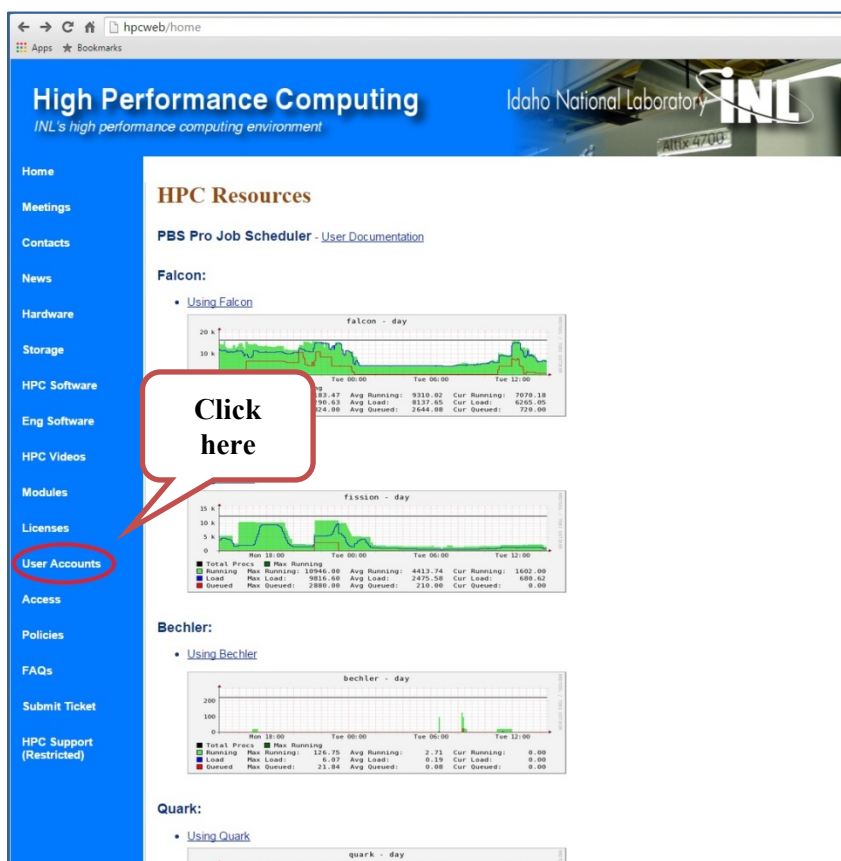 hpcweb/home
Apps Bookmarks
High Performance Computing
INL's high performance computing environment
Idaho National Laboratory
INL
Altix 4700
Home
Meetings
Contacts
News
Hardware
Storage
HPC Software
Eng Software
HPC Videos
Modules
Licenses
User Accounts
Access
Policies
FAQs
Submit Ticket
HPC Support
(Restricted)
HPC Resources
PBS Pro Job Scheduler - User Documentation
Falcon:
• Using Falcon
falcon - day
20 k
10 k
Tue 00:00 Tue 06:00 Tue 12:00
Avg Running: 9310.02 Cur Running: 7070.18
Avg Load: 8137.65 Cur Load: 6265.05
Avg Queued: 2644.08 Cur Queued: 720.00
Click
here
fission - day
15 k
10 k
5 k
0
Mon 18:00 Tue 00:00 Tue 06:00 Tue 12:00
Total Procs Max Running
Running Max Running: 10946.00 Avg Running: 4413.74 Cur Running: 1602.00
Load Max Load: 9816.60 Avg Load: 2475.58 Cur Load: 680.62
Queued Max Queued: 2880.00 Avg Queued: 210.00 Cur Queued: 0.00
Bechler:
• Using Bechler
bechler - day
200
100
0
Mon 18:00 Tue 00:00 Tue 06:00 Tue 12:00
Total Procs Max Running
Running Max Running: 126.75 Avg Running: 2.71 Cur Running: 0.00
Load Max Load: 6.07 Avg Load: 0.19 Cur Load: 0.00
Queued Max Queued: 21.84 Avg Queued: 0.08 Cur Queued: 0.00
Quark:
• Using Quark
quark - day